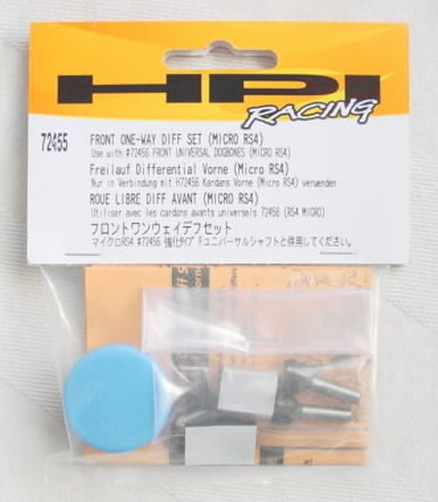 HPI
RACING
72455
FRONT ONE-WAY DIFF SET (MICRO RS4)
Use with #72456 FRONT UNIVERSAL DOGBONES (MICRO RS4)
Freilauf Differential Vorne (Micro RS4)
Nur in Verbindung mit H72456 Kardans Vorne (Micro RS4) verwenden
ROUE LIBRE DIFF AVANT (MICRO RS4)
Utiliser avec les cardans avants universels 72456 (RS4 MICRO)
フロントワンウェイデフセット
マイクロRS4 #72456 強化タイプ Fユニバーサルシャフトと併用してください。